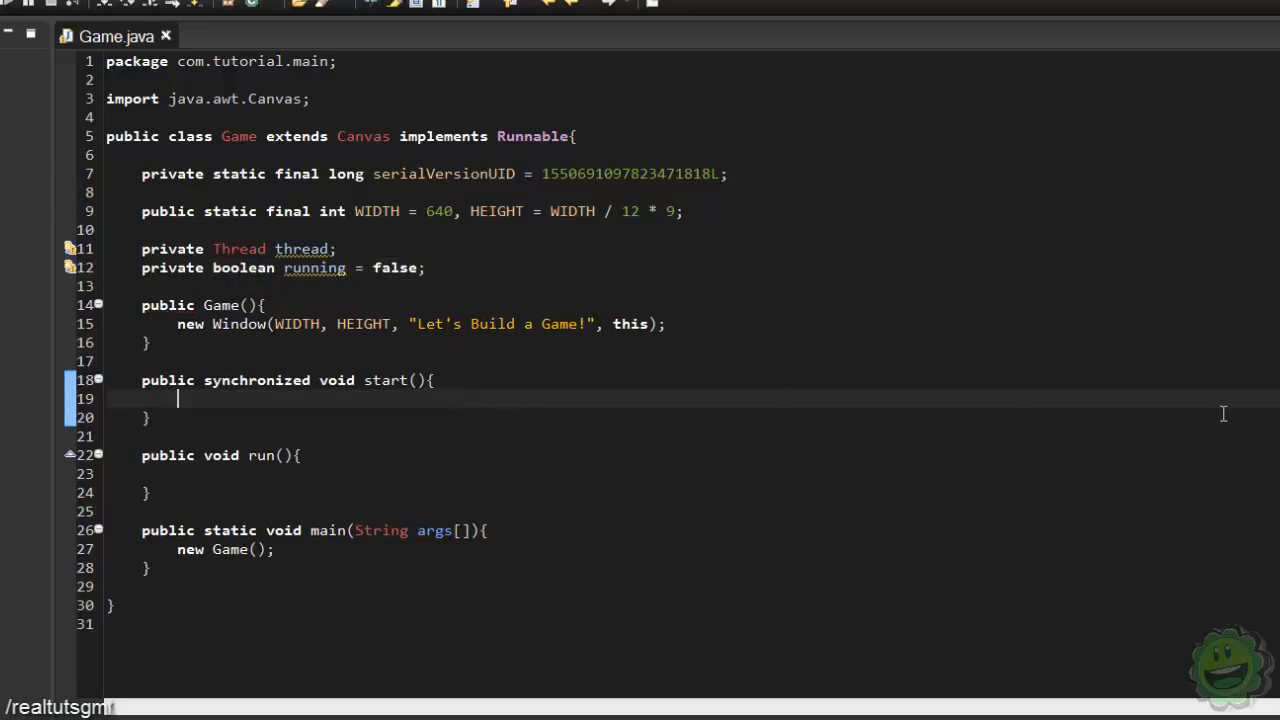 Game.java
1 package com.tutorial.main;
2
3 import java.awt.Canvas;
4
5 public class Game extends Canvas implements Runnable{
6
7 private static final long serialVersionUID = 1550691097823471818L;
8
9 public static final int WIDTH = 640, HEIGHT = WIDTH / 12 * 9;
10
11 private Thread thread;
12 private boolean running = false;
13
14 public Game(){
15 new Window(WIDTH, HEIGHT, "Let's Build a Game!", this);
16 }
17
18 public synchronized void start(){
19
20 }
21
22 public void run(){
23
24 }
25
26 public static void main(String args[]){
27 new Game();
28 }
29
30 }
31
/realtutsgml